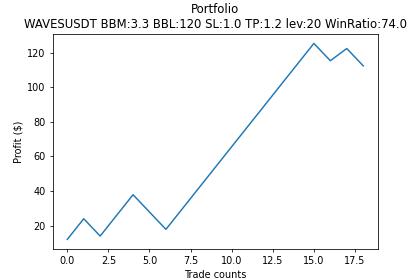 Portfolio
WAVESUSDT BBM:3.3 BBL:120 SL:1.0 TP:1.2 lev:20 WinRatio:74.0
120
100
80
60
40
20
Profit ($)
0.0 2.5 5.0 7.5 10.0 12.5 15.0 17.5
Trade counts